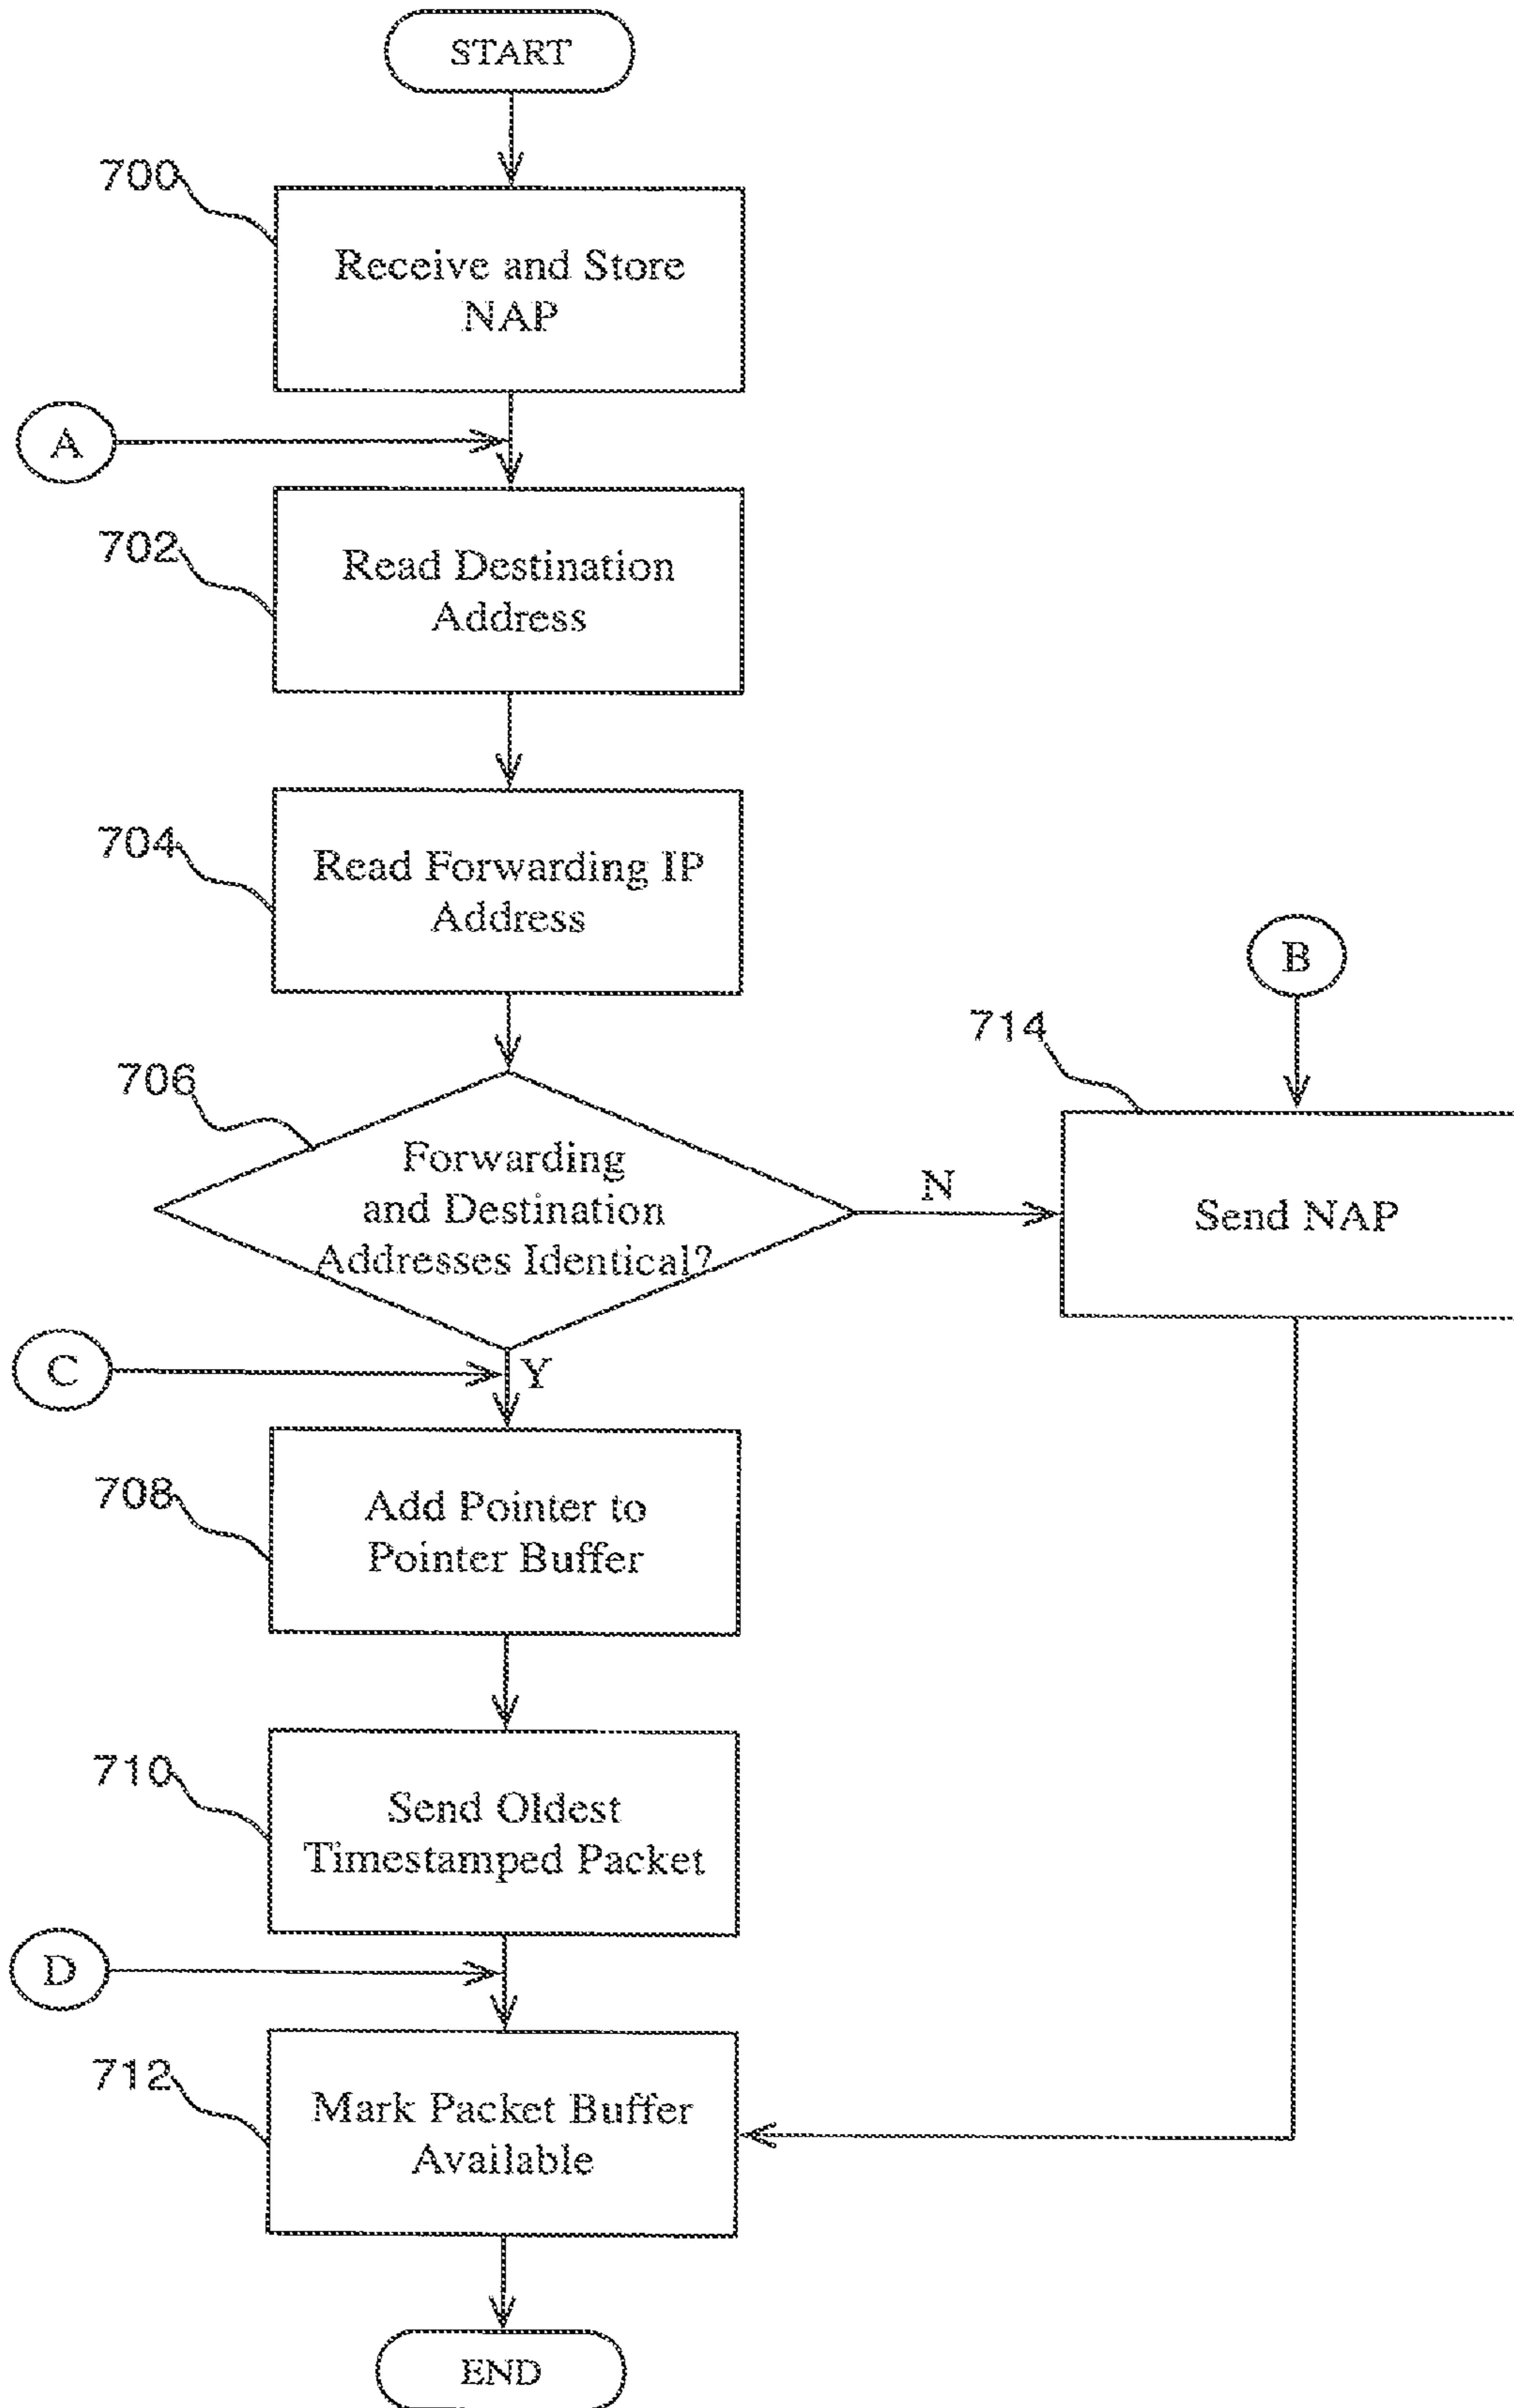 START
700
Receive and Store
NAP
A
702
Read Destination
Address
704
Read Forwarding IP
Address
B
714
706
Forwarding
and Destination
Addresses Identical?
N
Send NAP
C
Y
708
Add Pointer to
Pointer Buffer
710
Send Oldest
Timestamped Packet
D
712
Mark Packet Buffer
Available
END